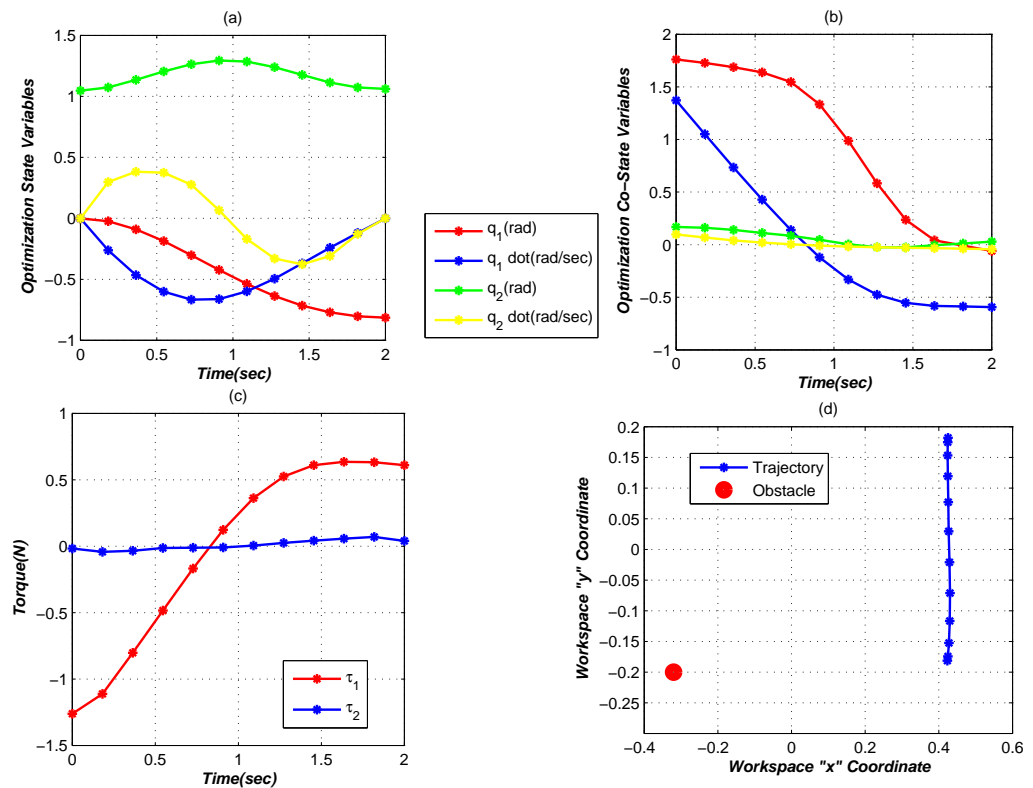 (a)
1.5
1
0.5
0
−0.5
−1
0 0.5 1 1.5 2
Optimization State Variables
Time(sec)
q1(rad)
q1 dot(rad/sec)
q2(rad)
q2 dot(rad/sec)
(b)
2
1.5
1
0.5
0
−0.5
−1
0 0.5 1 1.5 2
Optimization Co−State Variables
Time(sec)
(c)
1
0.5
0
−0.5
−1
−1.5
0 0.5 1 1.5 2
Torque(N)
Time(sec)
τ1
τ2
(d)
0.2
0.15
0.1
0.05
0
−0.05
−0.1
−0.15
−0.2
−0.25
−0.4 −0.2 0 0.2 0.4 0.6
Workspace "y" Coordinate
Workspace "x" Coordinate
Trajectory
Obstacle